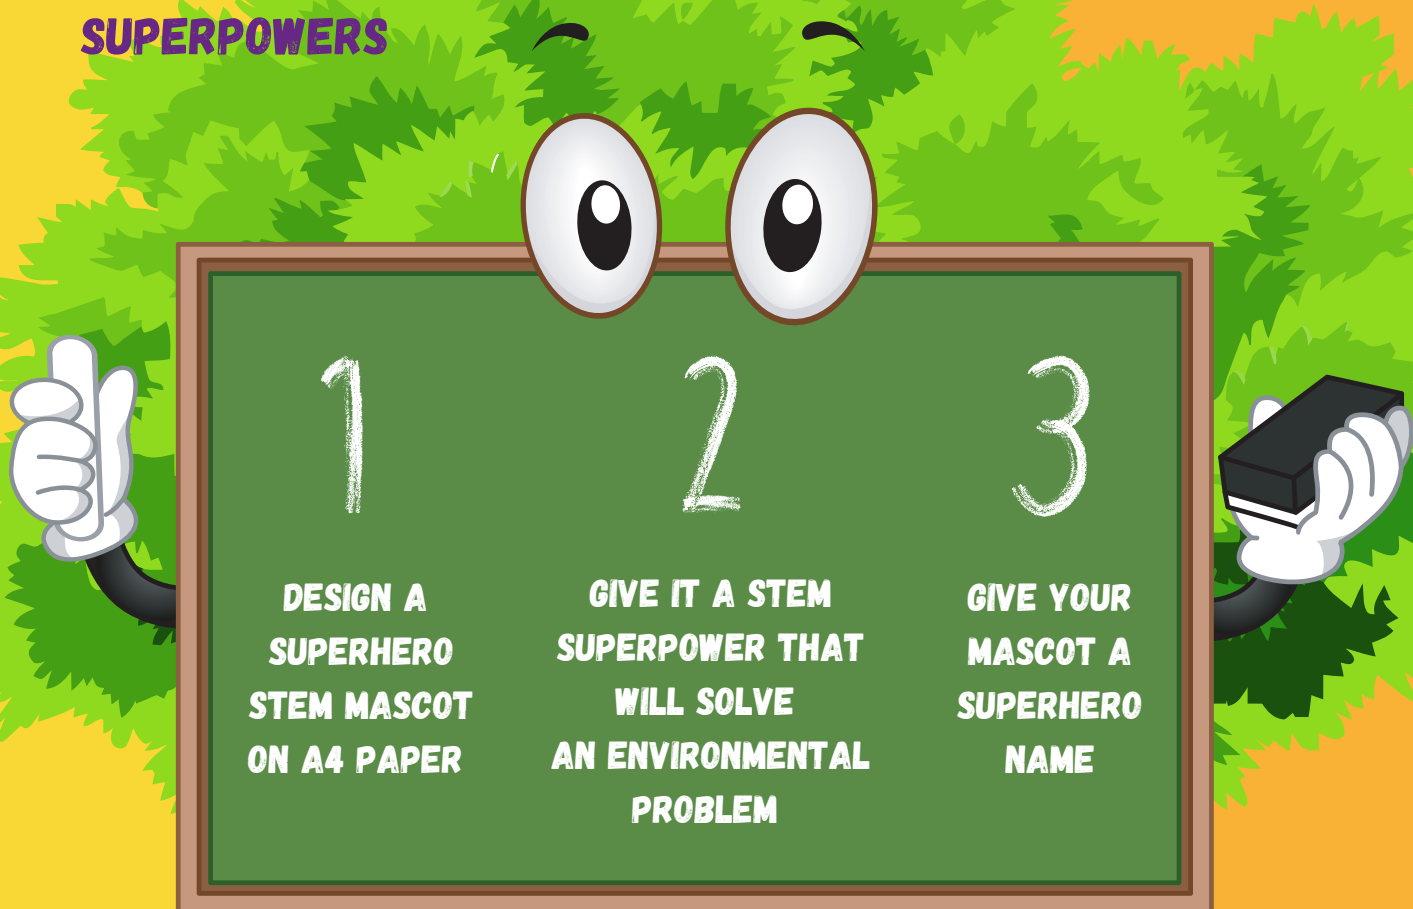 SUPERPOWERS
1
DESIGN A
SUPERHERO
STEM MASCOT
ON A4 PAPER
2
GIVE IT A STEM
SUPERPOWER THAT
WILL SOLVE
AN ENVIRONMENTAL
PROBLEM
3
GIVE YOUR
MASCOT A
SUPERHERO
NAME